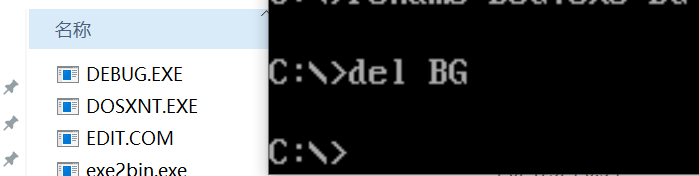 名称
DEBUG.EXE
DOSXNT.EXE
EDIT.COM
exe2bin.exe
C:\>del BG
C:\>